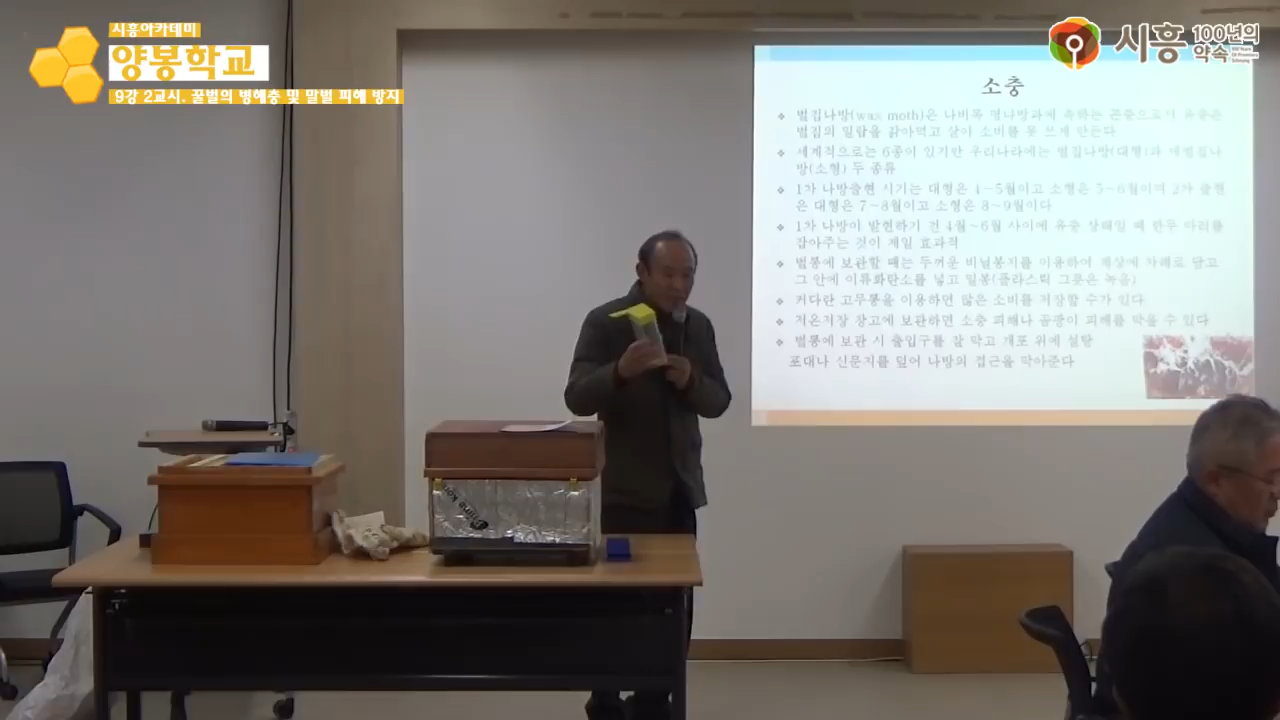 시흥아카데미
양봉학교
9강 2교시. 꿀벌의 병해충 및 말벌 피해 방지
시흥 100년의 약속
소충
벌집나방(wax moth)은 나비목 명나방과에 속하는 곤충으로서 유충은
벌집의 밀랍을 갉아먹고 살아 소비를 못 쓰게 만든다
세계적으로는 6종이 있지만 우리나라에는 벌집나방(대형)과 애벌집나
방(소형) 두 종류
1차 나방출현 시기는 대형은 4~5월이고 소형은 5~6월이며 2차 출현
은 대형은 7~8월이고 소형은 8~9월이다
1차 나방이 발현하기 전 4월~6월 사이에 유충 상태일 때 한두 마리를
잡아주는 것이 제일 효과적
벌통에 보관할 때는 두꺼운 비닐봉지를 이용하여 계상에 차례로 담고
그 안에 이류화탄소를 넣고 밀봉(플라스틱 그릇은 녹음)
커다란 고무통을 이용하면 많은 소비를 저장할 수가 있다
저온저장 창고에 보관하면 소충 피해나 곰팡이 피해를 막을 수 있다
벌통에 보관 시 출입구를 잘 막고 개포 위에 설탕
포대나 신문지를 덮어 나방의 접근을 막아준다